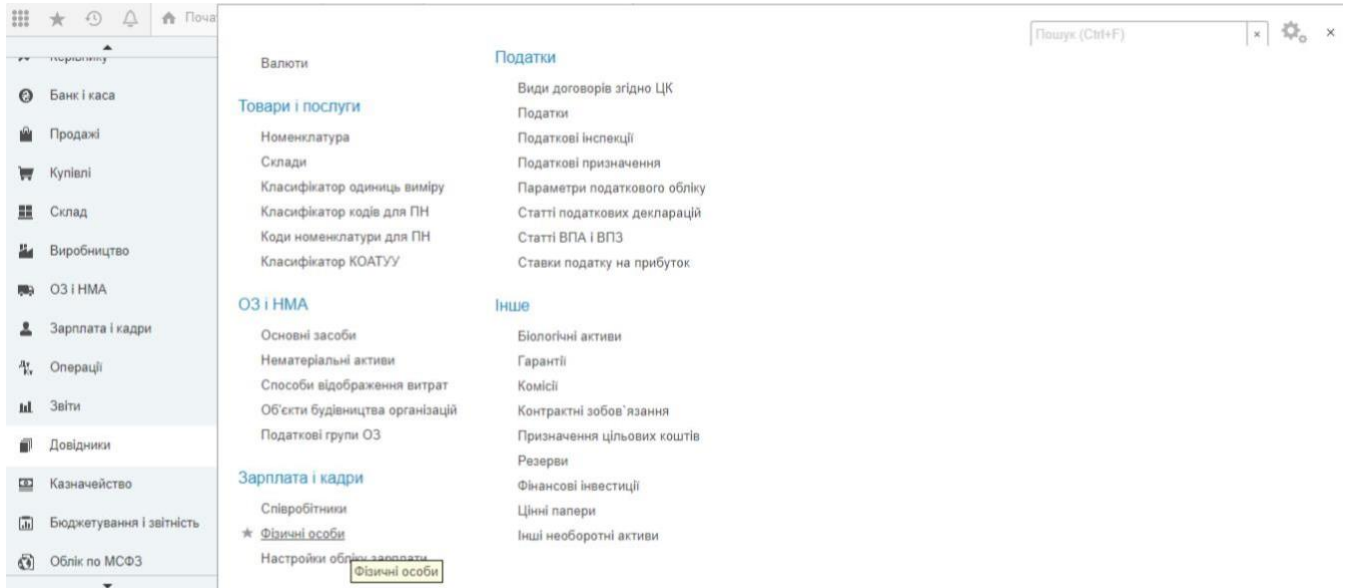 Поча
Пошук (Ctrl+F)
Керівнику
Банк і каса
Продажі
Купівлі
Склад
Виробництво
ОЗ і НМА
Зарплата і кадри
Операції
Звіти
Довідники
Казначейство
Бюджетування і звітність
Облік по МСФЗ
Валюти
Товари і послуги
Номенклатура
Склади
Класифікатор одиниць виміру
Класифікатор кодів для ПН
Коди номенклатури для ПН
Класифікатор КОАТУУ
ОЗ і НМА
Основні засоби
Нематеріальні активи
Способи відображення витрат
Об'єкти будівництва організацій
Податкові групи ОЗ
Зарплата і кадри
Співробітники
Фізичні особи
Настройки обліку зарплати
Фізичні особи
Податки
Види договорів згідно ЦК
Податки
Податкові інспекції
Податкові призначення
Параметри податкового обліку
Статті податкових декларацій
Статті ВПА і ВПЗ
Ставки податку на прибуток
Інше
Біологічні активи
Гарантії
Комісії
Контрактні зобов`язання
Призначення цільових коштів
Резерви
Фінансові інвестиції
Цінні папери
Інші необоротні активи